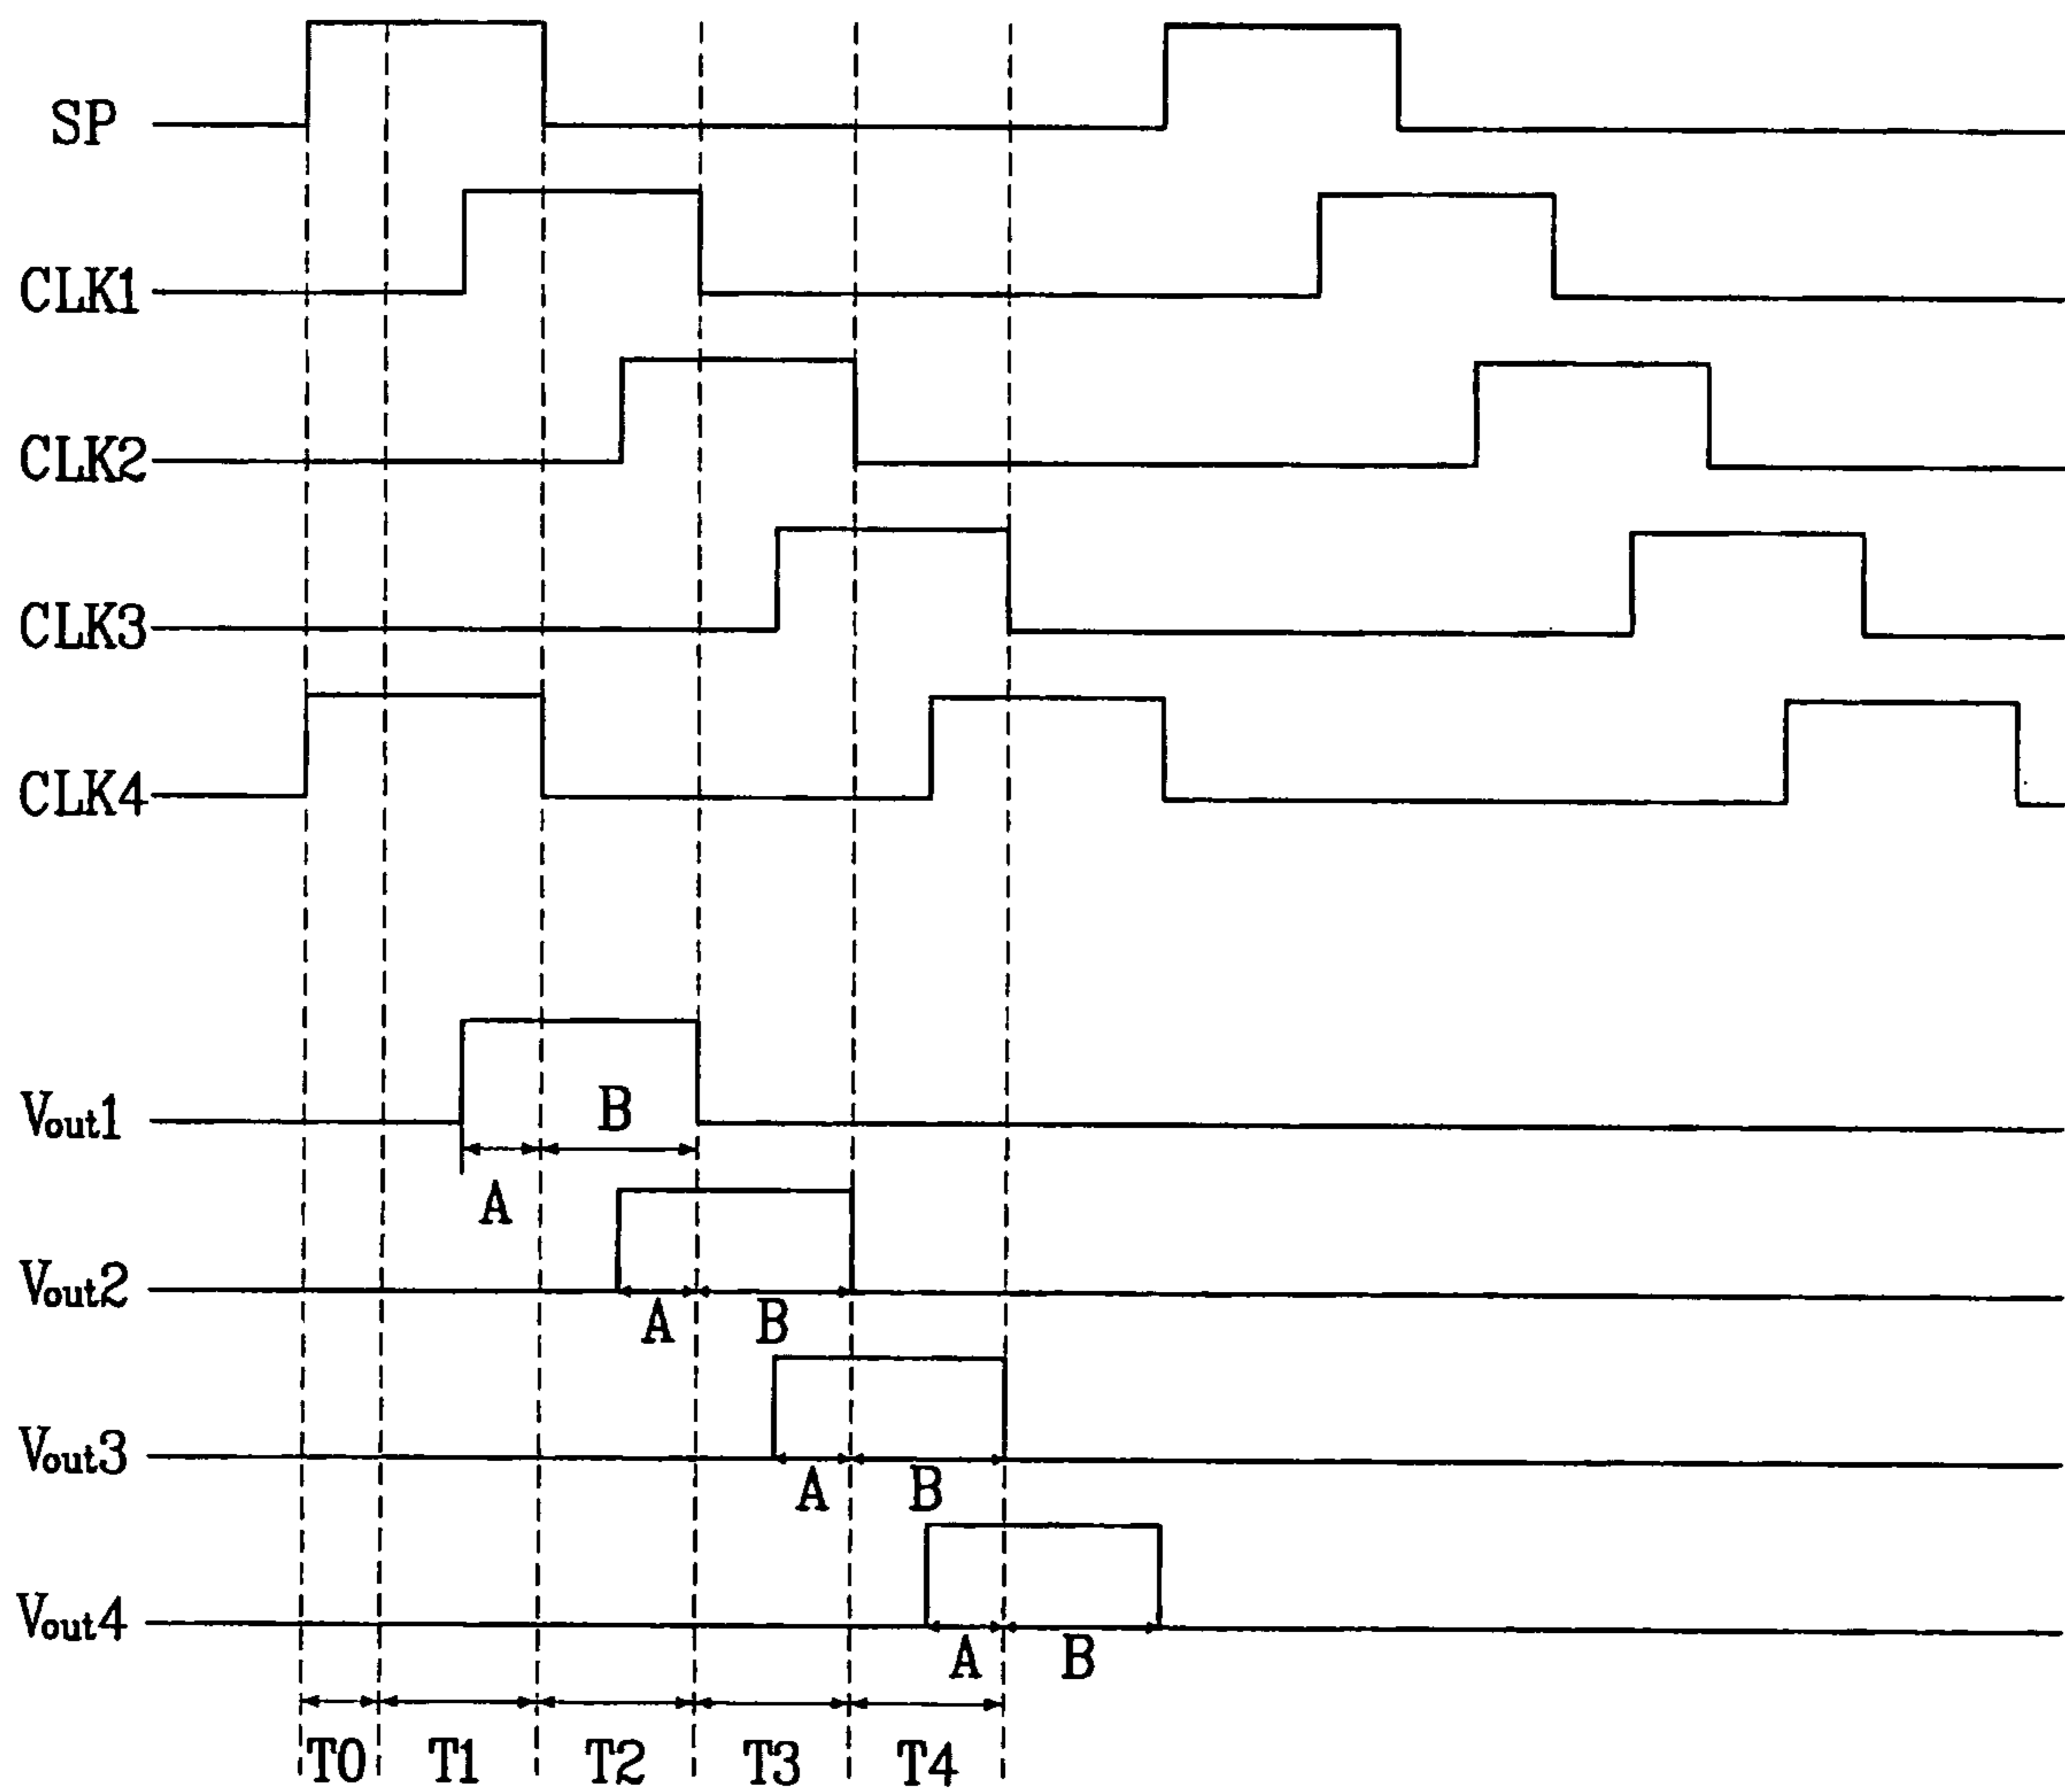 SP
CLK1
CLK2
CLK3
CLK4
Vout1
B
A
Vout2
A B
Vout3
A B
Vout4
A B
T0 T1 T2 T3 T4